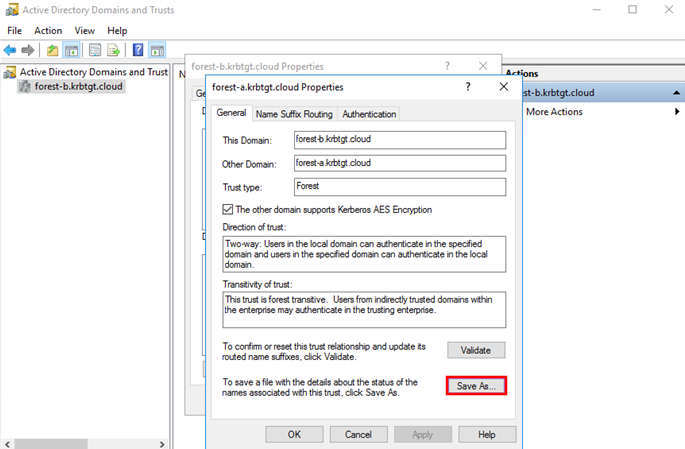 Active Directory Domains and Trusts
File Action View Help
Active Directory Domains and Trust
forest-b.krbtgt.cloud
forest-b.krbtgt.cloud Properties
?
forest-a.krbtgt.cloud Properties
?
General Name Suffix Routing Authentication
This Domain: forest-b.krbtgt.cloud
Other Domain: forest-a.krbtgt.cloud
Trust type: Forest
The other domain supports Kerberos AES Encryption
Direction of trust:
Two-way: Users in the local domain can authenticate in the specified
domain and users in the specified domain can authenticate in the local
domain.
Transitivity of trust:
This trust is forest transitive. Users from indirectly trusted domains within
the enterprise may authenticate in the trusting enterprise.
To confirm or reset this trust relationship and update its
routed name suffixes, click Validate.
Validate
To save a file with the details about the status of the
names associated with this trust, click Save As.
Save As...
OK Cancel Apply Help
Actions
est-b.krbtgt.cloud
More Actions